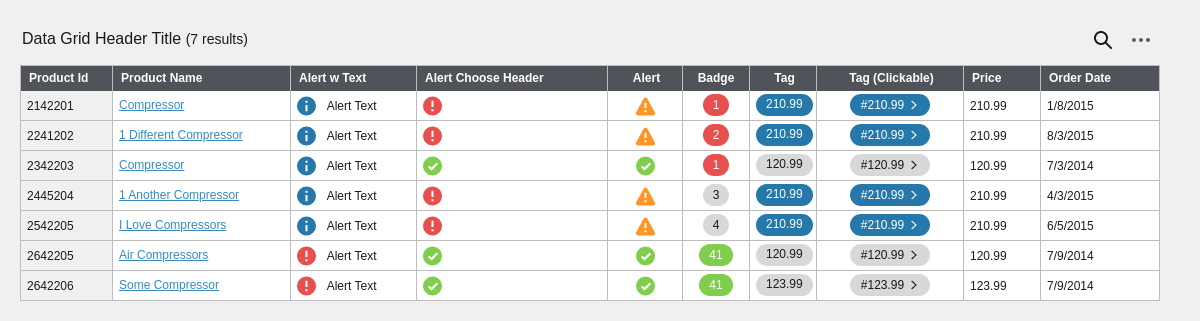 Data Grid Header Title (7 results)
Product Id Product Name Alert w Text Alert Choose Header Alert Badge Tag Tag (Clickable) Price Order Date
2142201 Compressor Alert Text 1 210.99 #210.99 210.99 1/8/2015
2241202 1 Different Compressor Alert Text 2 210.99 #210.99 210.99 8/3/2015
2342203 Compressor Alert Text 1 120.99 #120.99 120.99 7/3/2014
2445204 1 Another Compressor Alert Text 3 210.99 #210.99 210.99 4/3/2015
2542205 I Love Compressors Alert Text 4 210.99 #210.99 210.99 6/5/2015
2642205 Air Compressors Alert Text 41 120.99 #120.99 120.99 7/9/2014
2642206 Some Compressor Alert Text 41 123.99 #123.99 123.99 7/9/2014